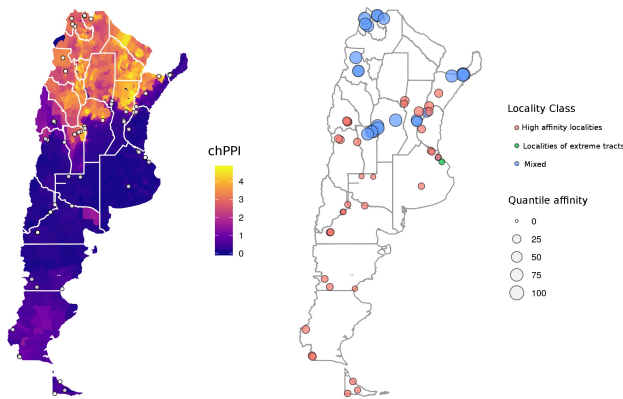 chPPI
4
3
2
1
0
Locality Class
High affinity localities
Localities of extreme tracts
Mixed
Quantile affinity
0
25
50
75
100